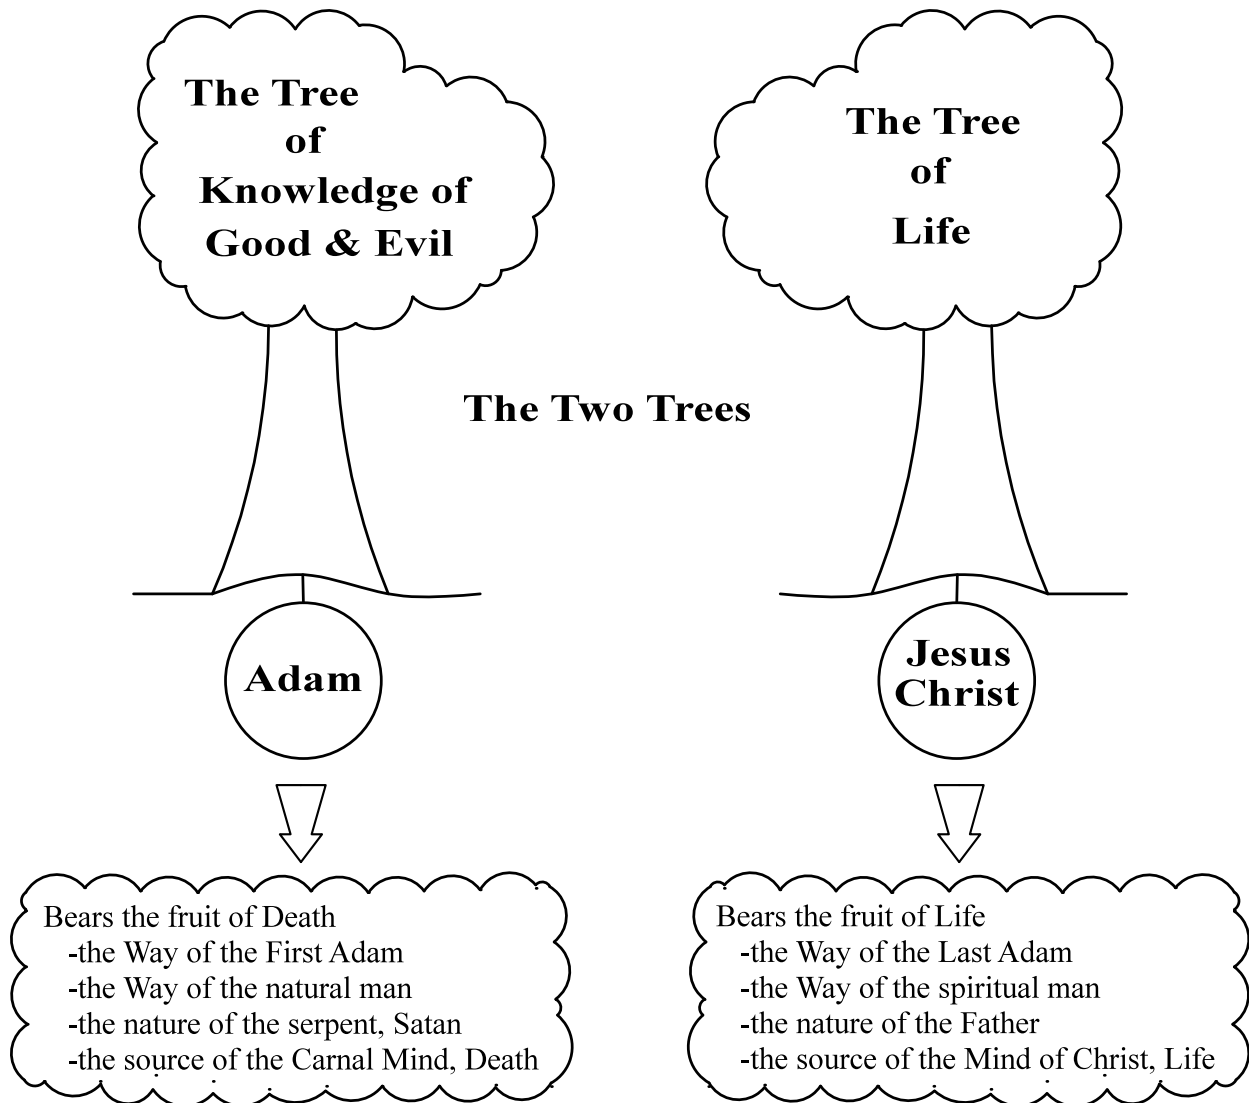 The Tree
of
Knowledge of
Good & Evil
The Tree
of
Life
The Two Trees
Adam
Jesus
Christ
Bears the fruit of Death
-the Way of the First Adam
-the Way of the natural man
-the nature of the serpent, Satan
-the source of the Carnal Mind, Death
Bears the fruit of Life
-the Way of the Last Adam
-the Way of the spiritual man
-the nature of the Father
-the source of the Mind of Christ, Life